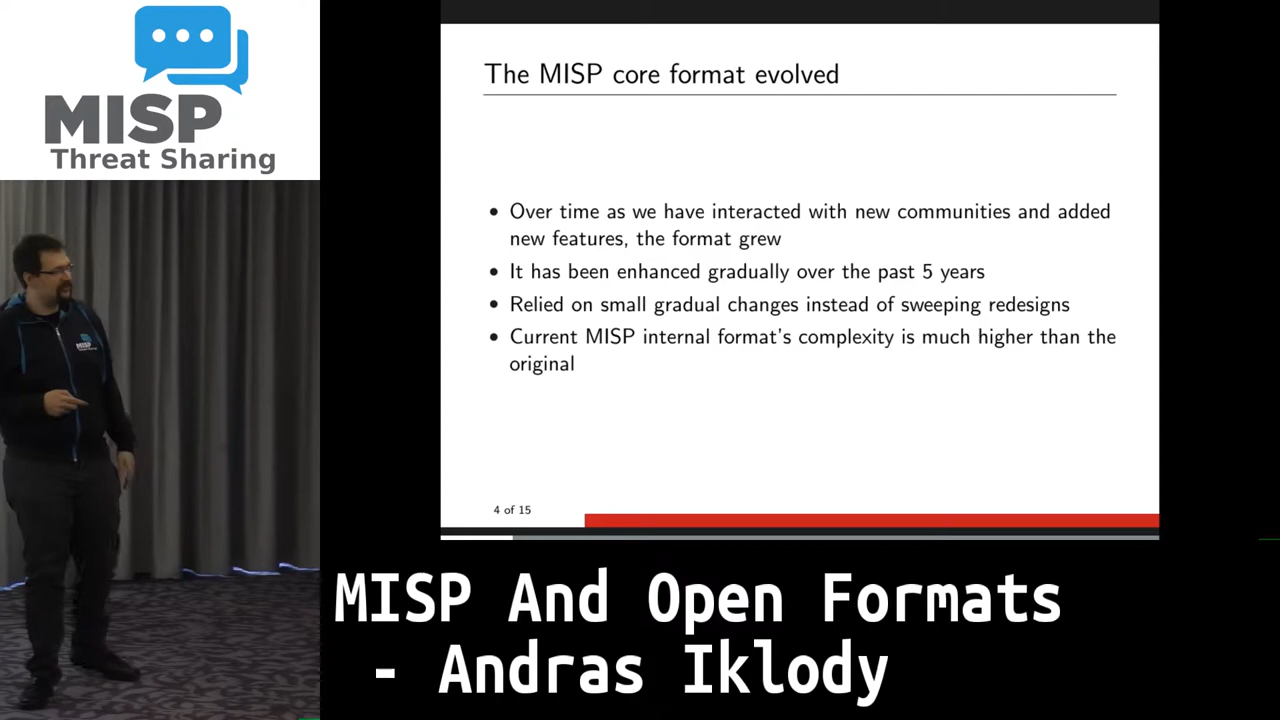 MISP
Threat Sharing
The MISP core format evolved
• Over time as we have interacted with new communities and added
new features, the format grew
• It has been enhanced gradually over the past 5 years
• Relied on small gradual changes instead of sweeping redesigns
• Current MISP internal format's complexity is much higher than the
original
4 of 15
MISP
MISP And Open Formats
- Andras Iklody